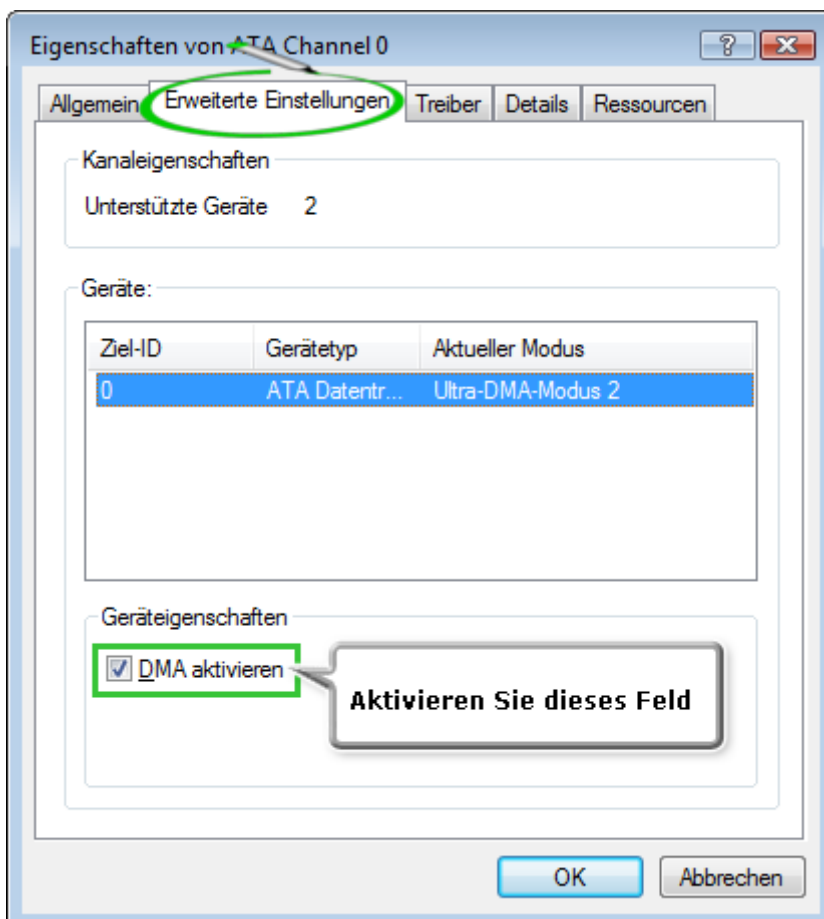 Eigenschaften von ATA Channel 0
Allgemein Erweiterte Einstellungen Treiber Details Ressourcen
Kanaleigenschaften
Unterstützte Geräte 2
Geräte:
Ziel-ID Gerätetyp Aktueller Modus
0 ATA Datentr... Ultra-DMA-Modus 2
Geräteigenschaften
DMA aktivieren
Aktivieren Sie dieses Feld
OK Abbrechen